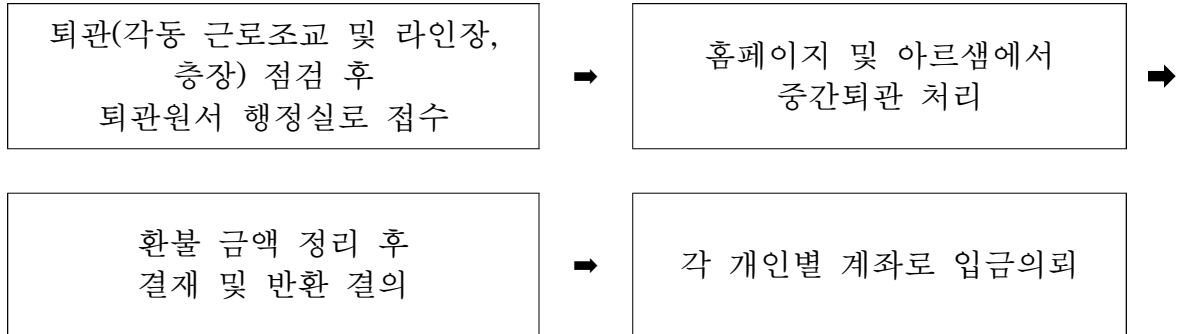 퇴관(각동 근로조교 및 라인장,
층장) 점검 후
퇴관원서 행정실로 접수
➡
홈페이지 및 아르샘에서
중간퇴관 처리
➡
환불 금액 정리 후
결재 및 반환 결의
➡
각 개인별 계좌로 입금의뢰